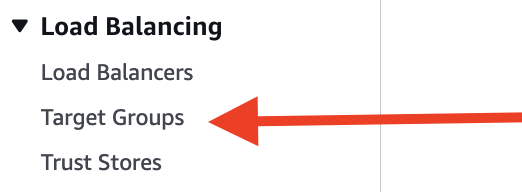 Load Balancing
Load Balancers
Target Groups
Trust Stores